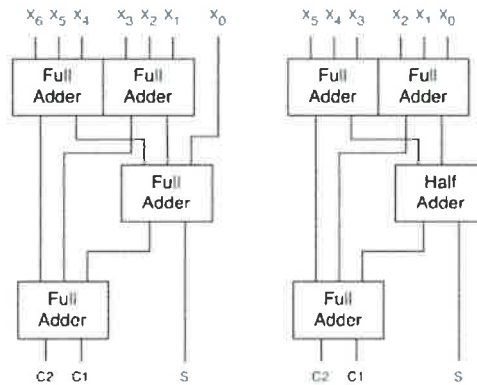 x6 x5 x4 x3 x2 x1 x0
x5 x4 x3 x2 x1 x0
Full Adder
Full Adder
Full Adder
Full Adder
Full Adder
Half Adder
Full Adder
Full Adder
C2 C1 S
C2 C1 S